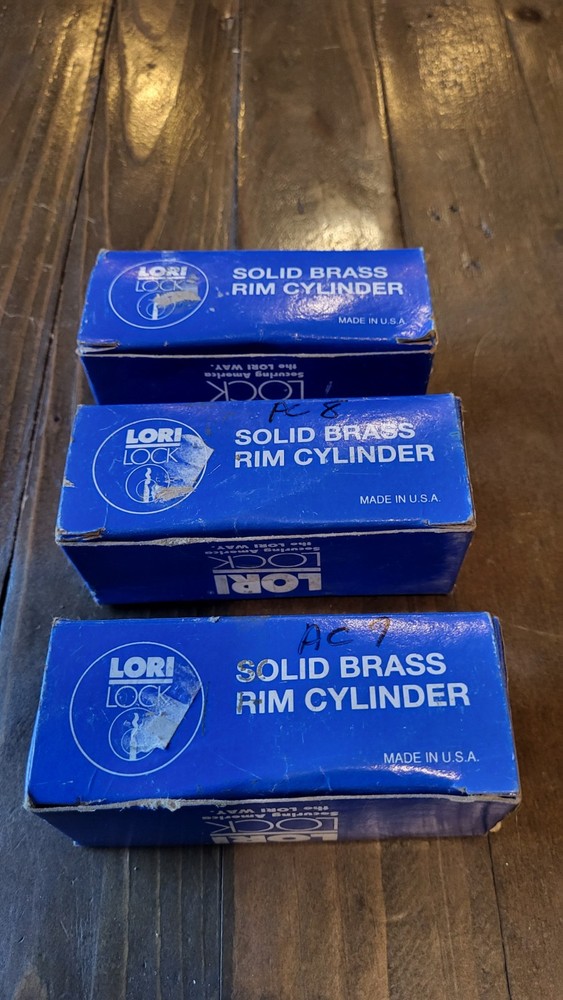 LORI
LOCK
SOLID BRASS
RIM CYLINDER
MADE IN U.S.A.
Securing America
the LORI WAY.
LOCK
AC 8
LORI
LOCK
SOLID BRASS
RIM CYLINDER
MADE IN U.S.A.
Securing America
the LORI WAY.
LOCK
LORI
AC 7
LORI
LOCK
SOLID BRASS
RIM CYLINDER
MADE IN U.S.A.
Securing America
the LORI WAY.
LOCK
LORI